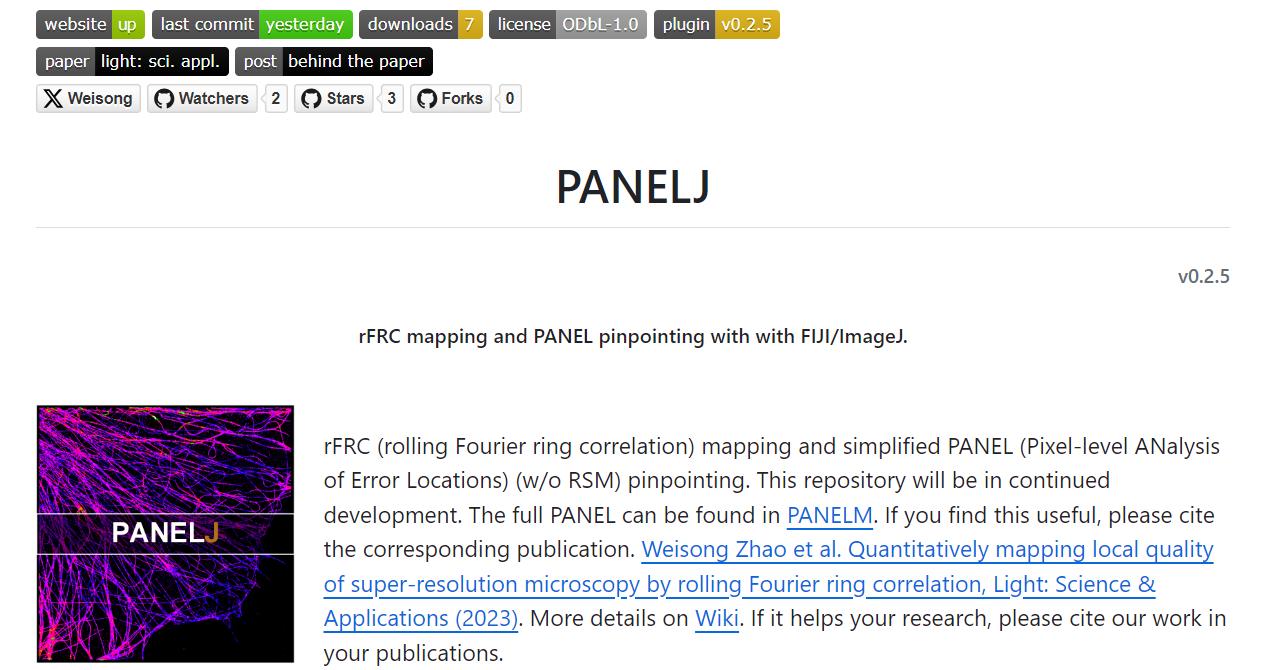 website up last commit yesterday downloads 7 license ODbL-1.0 plugin v0.2.5
paper light: sci. appl. post behind the paper
Weisong Watchers 2 Stars 3 Forks 0
PANELJ
v0.2.5
rFRC mapping and PANEL pinpointing with with FIJI/ImageJ.
PANELJ
rFRC (rolling Fourier ring correlation) mapping and simplified PANEL (Pixel-level ANalysis
of Error Locations) (w/o RSM) pinpointing. This repository will be in continued
development. The full PANEL can be found in PANELM. If you find this useful, please cite
the corresponding publication. Weisong Zhao et al. Quantitatively mapping local quality
of super-resolution microscopy by rolling Fourier ring correlation, Light: Science &
Applications (2023). More details on Wiki. If it helps your research, please cite our work in
your publications.